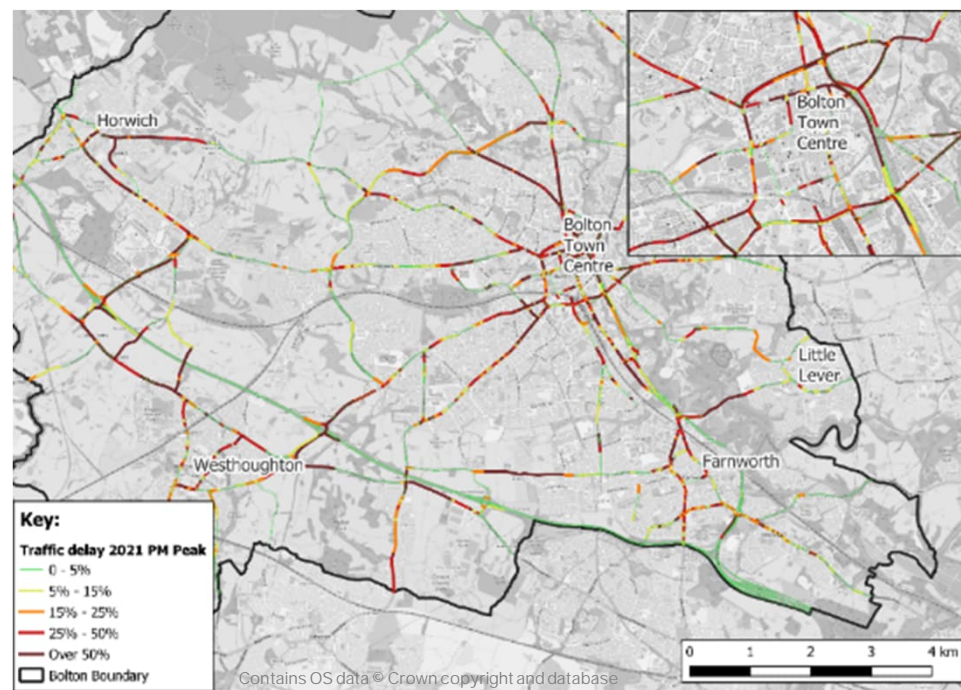 Horwich
Bolton
Town
Centre
Bolton
Town
Centre
Little
Lever
Westhoughton
Farnworth
Key:
Traffic delay 2021 PM Peak
0 - 5%
5% - 15%
15% - 25%
25% - 50%
Over 50%
Bolton Boundary
0 1 2 3 4 km
Contains OS data © Crown copyright and database